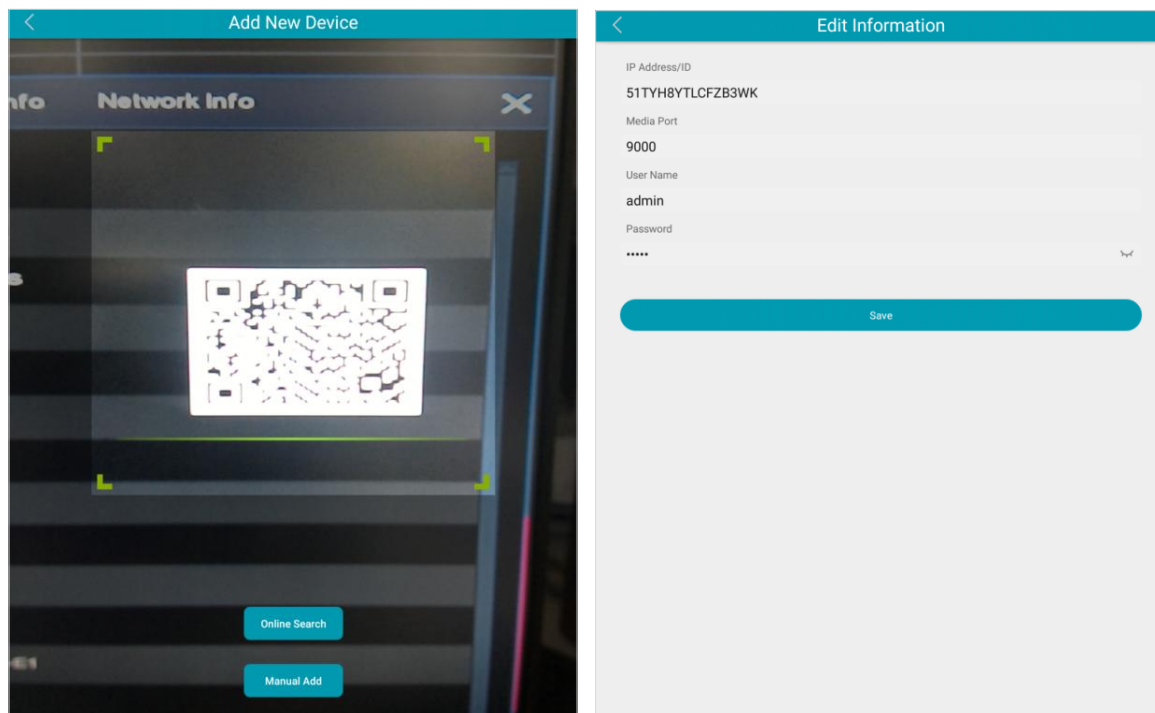 Add New Device
nfo Network Info
s
Online Search
Manual Add
Edit Information
IP Address/ID
51TYH8YTLCFZB3WK
Media Port
9000
User Name
admin
Password
•••••
Save